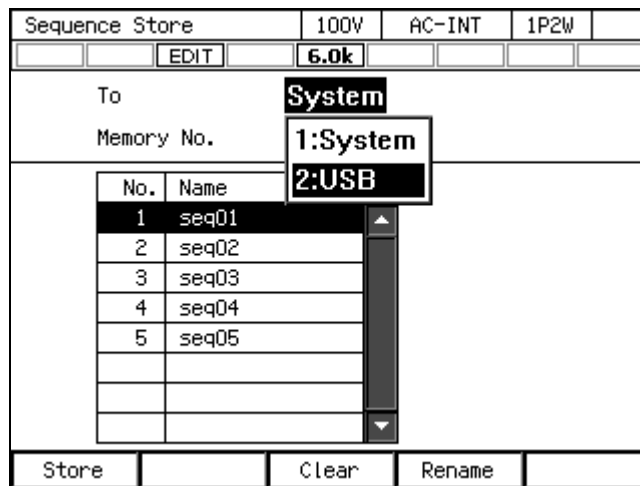 Sequence Store 100V AC-INT 1P2W
EDIT 6.0k
To System
Memory No. 1:System
2:USB
No. Name
1 seq01
2 seq02
3 seq03
4 seq04
5 seq05
Store Clear Rename